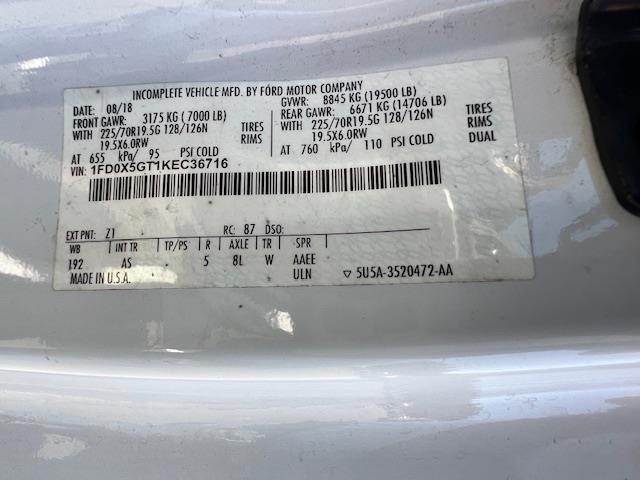 INCOMPLETE VEHICLE MFD. BY FORD MOTOR COMPANY
DATE: 08/18 GVWR: 8845 KG (19500 LB)
FRONT GAWR: 3175 KG ( 7000 LB) REAR GAWR: 6671 KG (14706 LB)
WITH 225/70R19.5G 128/126N TIRES WITH 225/70R19.5G 128/126N TIRES
19.5X6.0RW RIMS 19.5X6.0RW RIMS
AT 655 kPa/ 95 PSI COLD AT 760 kPa/ 110 PSI COLD DUAL
VIN: 1FD0X5GT1KEC36716
EXT PNT: Z1 RC: 87 DSO:
WB INT TR TP/PS R AXLE TR SPR
192 AS 5 8L W AAEE
MADE IN U.S.A. ULN ▽ 5U5A-3520472-AA